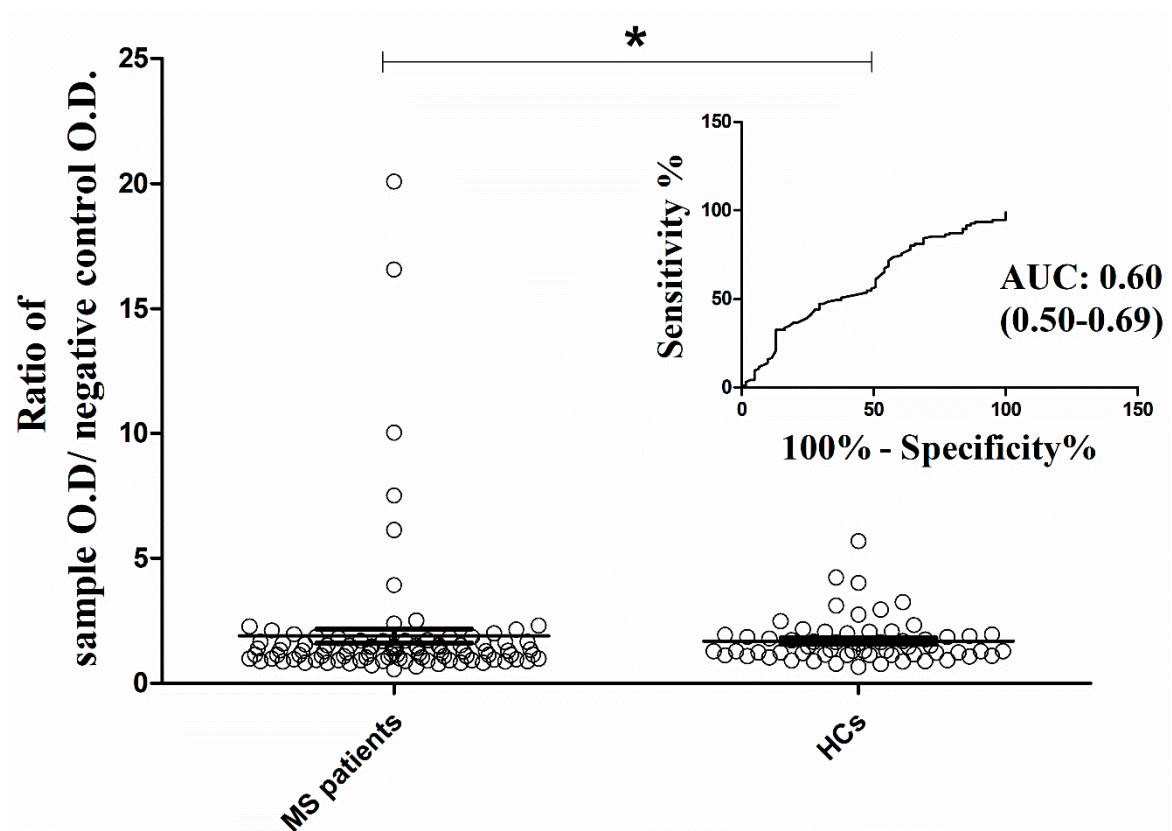 *
25
20
15
10
5
0
Ratio of
sample O.D/ negative control O.D.
MS patients
HCs
150
100
50
0
Sensitivity %
0 50 100 150
100% - Specificity%
AUC: 0.60
(0.50-0.69)